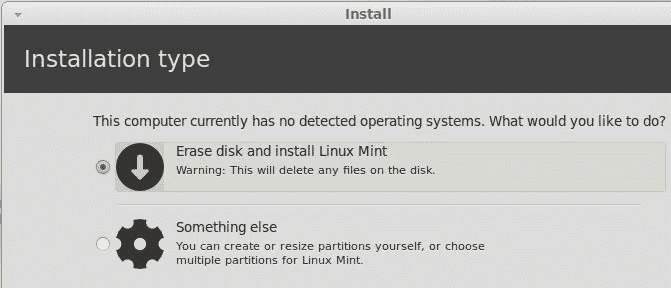 Install
Installation type
This computer currently has no detected operating systems. What would you like to do?
Erase disk and install Linux Mint
Warning: This will delete any files on the disk.
Something else
You can create or resize partitions yourself, or choose
multiple partitions for Linux Mint.